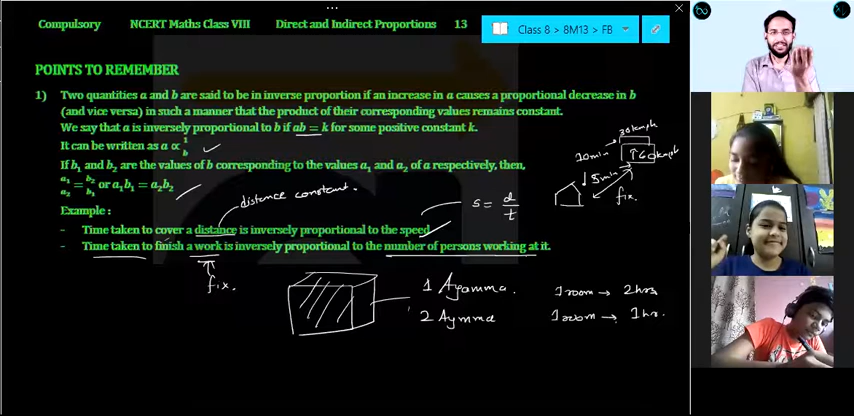 Compulsory NCERT Maths Class VIII Direct and Indirect Proportions 13
Class 8 > 8M13 > FB
POINTS TO REMEMBER
1) Two quantities a and b are said to be in inverse proportion if an increase in a causes a proportional decrease in b
(and vice versa) in such a manner that the product of their corresponding values remains constant.
We say that a is inversely proportional to b if ab = k for some positive constant k.
It can be written as a ∝ 1/b
If b₁ and b₂ are the values of b corresponding to the values a₁ and a₂ of a respectively, then,
a₁/a₂ = b₂/b₁ or a₁b₁ = a₂b₂
distance constant.
Example :
- Time taken to cover a distance is inversely proportional to the speed
- Time taken to finish a work is inversely proportional to the number of persons working at it.
fix.
s = d/t
30kmph
10min
↑60kmph
5min
fix.
1 Ayamma. 1 room → 2hrs
2 Aymma 1 room → 1hr.